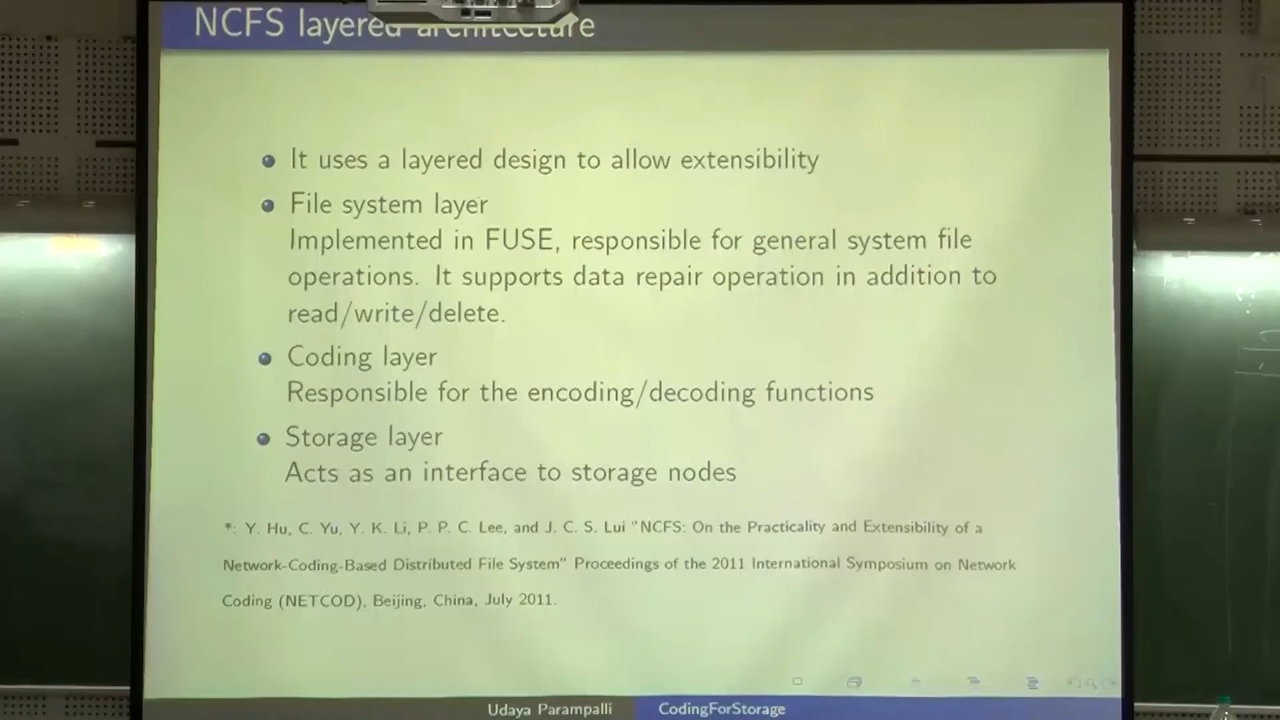 NCFS layered architecture
It uses a layered design to allow extensibility
File system layer
Implemented in FUSE, responsible for general system file
operations. It supports data repair operation in addition to
read/write/delete.
Coding layer
Responsible for the encoding/decoding functions
Storage layer
Acts as an interface to storage nodes
*: Y. Hu, C. Yu, Y. K. Li, P. P. C. Lee, and J. C. S. Lui "NCFS: On the Practicality and Extensibility of a
Network-Coding-Based Distributed File System" Proceedings of the 2011 International Symposium on Network
Coding (NETCOD), Beijing, China, July 2011.
Udaya Parampalli CodingForStorage